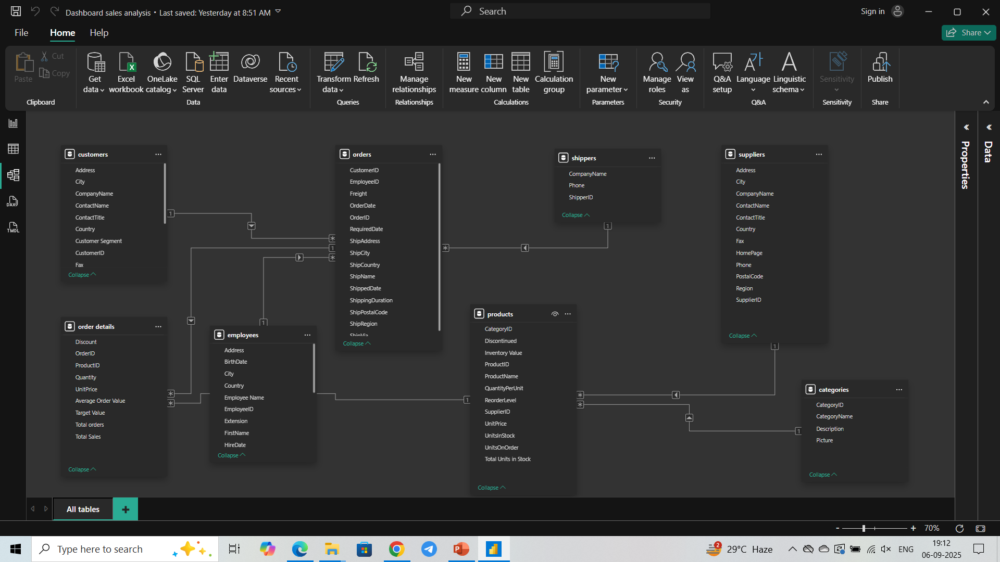 Dashboard sales analysis • Last saved: Yesterday at 8:51 AM
Search
Sign in
File
Home
Help
Share
Paste
Cut
Copy
Clipboard
Get data
Excel workbook
OneLake catalog
SQL Server
Enter data
Dataverse
Recent sources
Data
Transform data
Refresh
Queries
Manage relationships
Relationships
New measure
New column
New table
Calculation group
Calculations
New parameter
Parameters
Manage roles
View as
Security
Q&A setup
Language
Linguistic schema
Q&A
Sensitivity
Sensitivity
Publish
Share
DAX
TMDL
Properties
Data
customers
Address
City
CompanyName
ContactName
ContactTitle
Country
Customer Segment
CustomerID
Fax
Collapse
1
*
orders
CustomerID
EmployeeID
Freight
OrderDate
OrderID
RequiredDate
ShipAddress
ShipCity
ShipCountry
ShipName
ShippedDate
ShippingDuration
ShipPostalCode
ShipRegion
ShipVia
Collapse
1
*
*
shippers
CompanyName
Phone
ShipperID
Collapse
1
suppliers
Address
City
CompanyName
ContactName
ContactTitle
Country
Fax
HomePage
Phone
PostalCode
Region
SupplierID
Collapse
1
order details
Discount
OrderID
ProductID
Quantity
UnitPrice
Average Order Value
Target Value
Total orders
Total Sales
Collapse
*
*
1
employees
Address
BirthDate
City
Country
Employee Name
EmployeeID
Extension
FirstName
HireDate
Collapse
1
products
CategoryID
Discontinued
Inventory Value
ProductID
ProductName
QuantityPerUnit
ReorderLevel
SupplierID
UnitPrice
UnitsInStock
UnitsOnOrder
Total Units in Stock
Collapse
*
*
1
categories
CategoryID
CategoryName
Description
Picture
Collapse
All tables
+
- + 70%
Type here to search
P
2
29°C Haze
ENG
19:12
06-09-2025